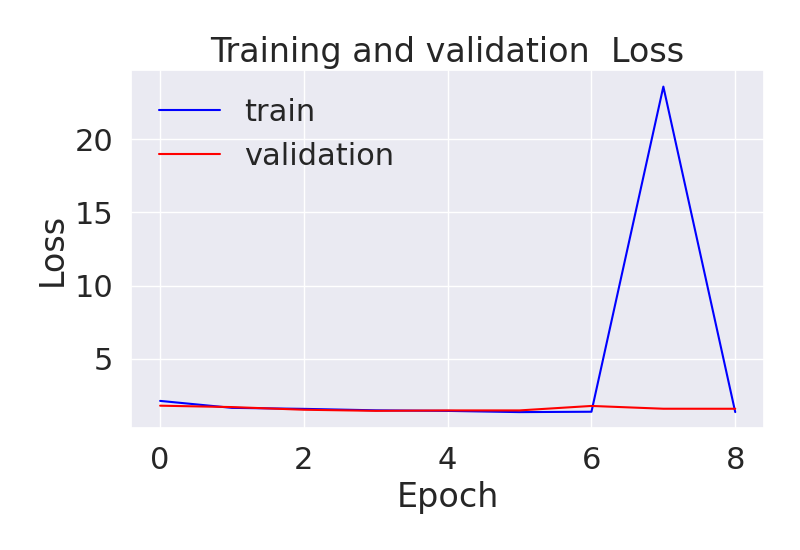 Training and validation  Loss
train
validation
Loss
20
15
10
5
0 2 4 6 8
Epoch